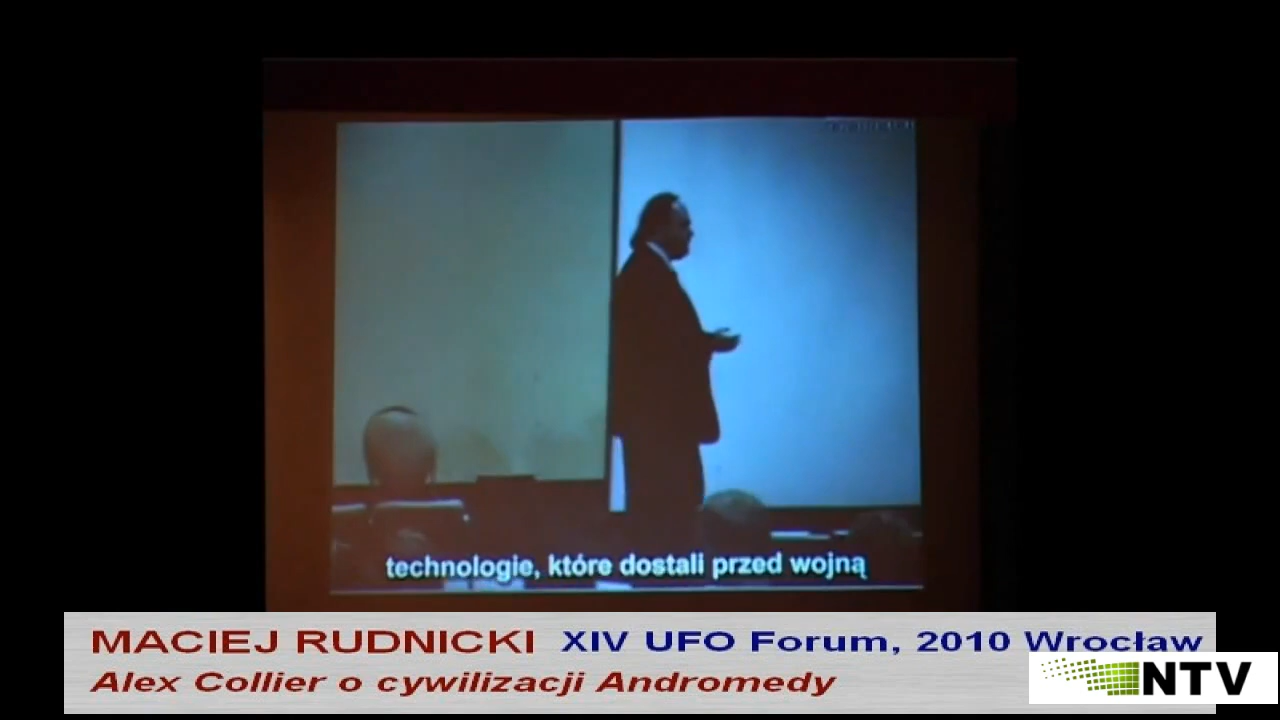 technologie, które dostali przed wojną
MACIEJ RUDNICKI XIV UFO Forum, 2010 Wrocław
Alex Collier o cywilizacji Andromedy
NTV